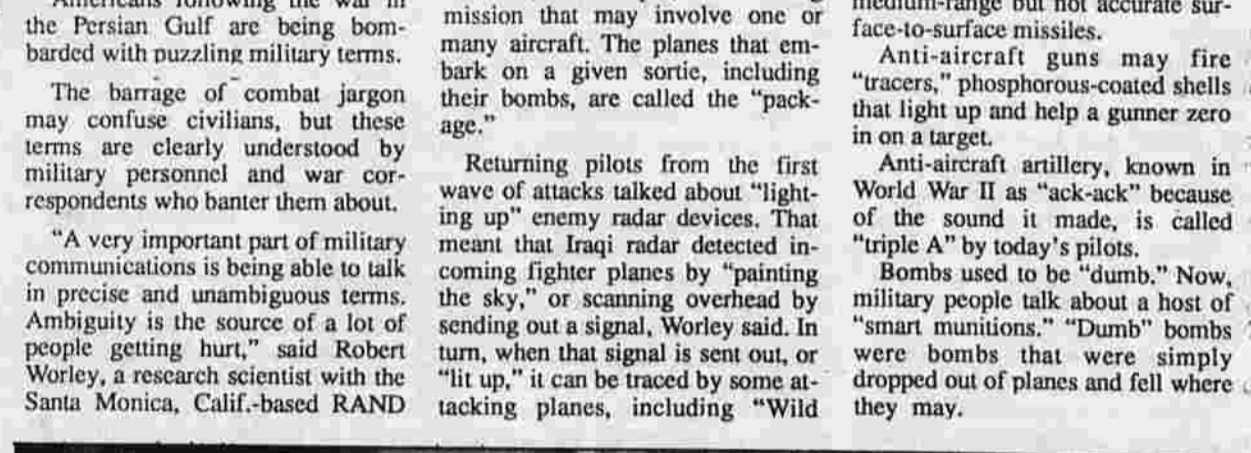 Americans following the war in
the Persian Gulf are being bom-
barded with puzzling military terms.
The barrage of combat jargon
may confuse civilians, but these
terms are clearly understood by
military personnel and war cor-
respondents who banter them about.
"A very important part of military
communications is being able to talk
in precise and unambiguous terms.
Ambiguity is the source of a lot of
people getting hurt," said Robert
Worley, a research scientist with the
Santa Monica, Calif.-based RAND
mission that may involve one or
many aircraft. The planes that em-
bark on a given sortie, including
their bombs, are called the "pack-
age."
Returning pilots from the first
wave of attacks talked about "light-
ing up" enemy radar devices. That
meant that Iraqi radar detected in-
coming fighter planes by "painting
the sky," or scanning overhead by
sending out a signal, Worley said. In
turn, when that signal is sent out, or
"lit up," it can be traced by some at-
tacking planes, including "Wild
medium-range but not accurate sur-
face-to-surface missiles.
Anti-aircraft guns may fire
"tracers," phosphorous-coated shells
that light up and help a gunner zero
in on a target.
Anti-aircraft artillery, known in
World War II as "ack-ack" because
of the sound it made, is called
"triple A" by today's pilots.
Bombs used to be "dumb." Now,
military people talk about a host of
"smart munitions." "Dumb" bombs
were bombs that were simply
dropped out of planes and fell where
they may.